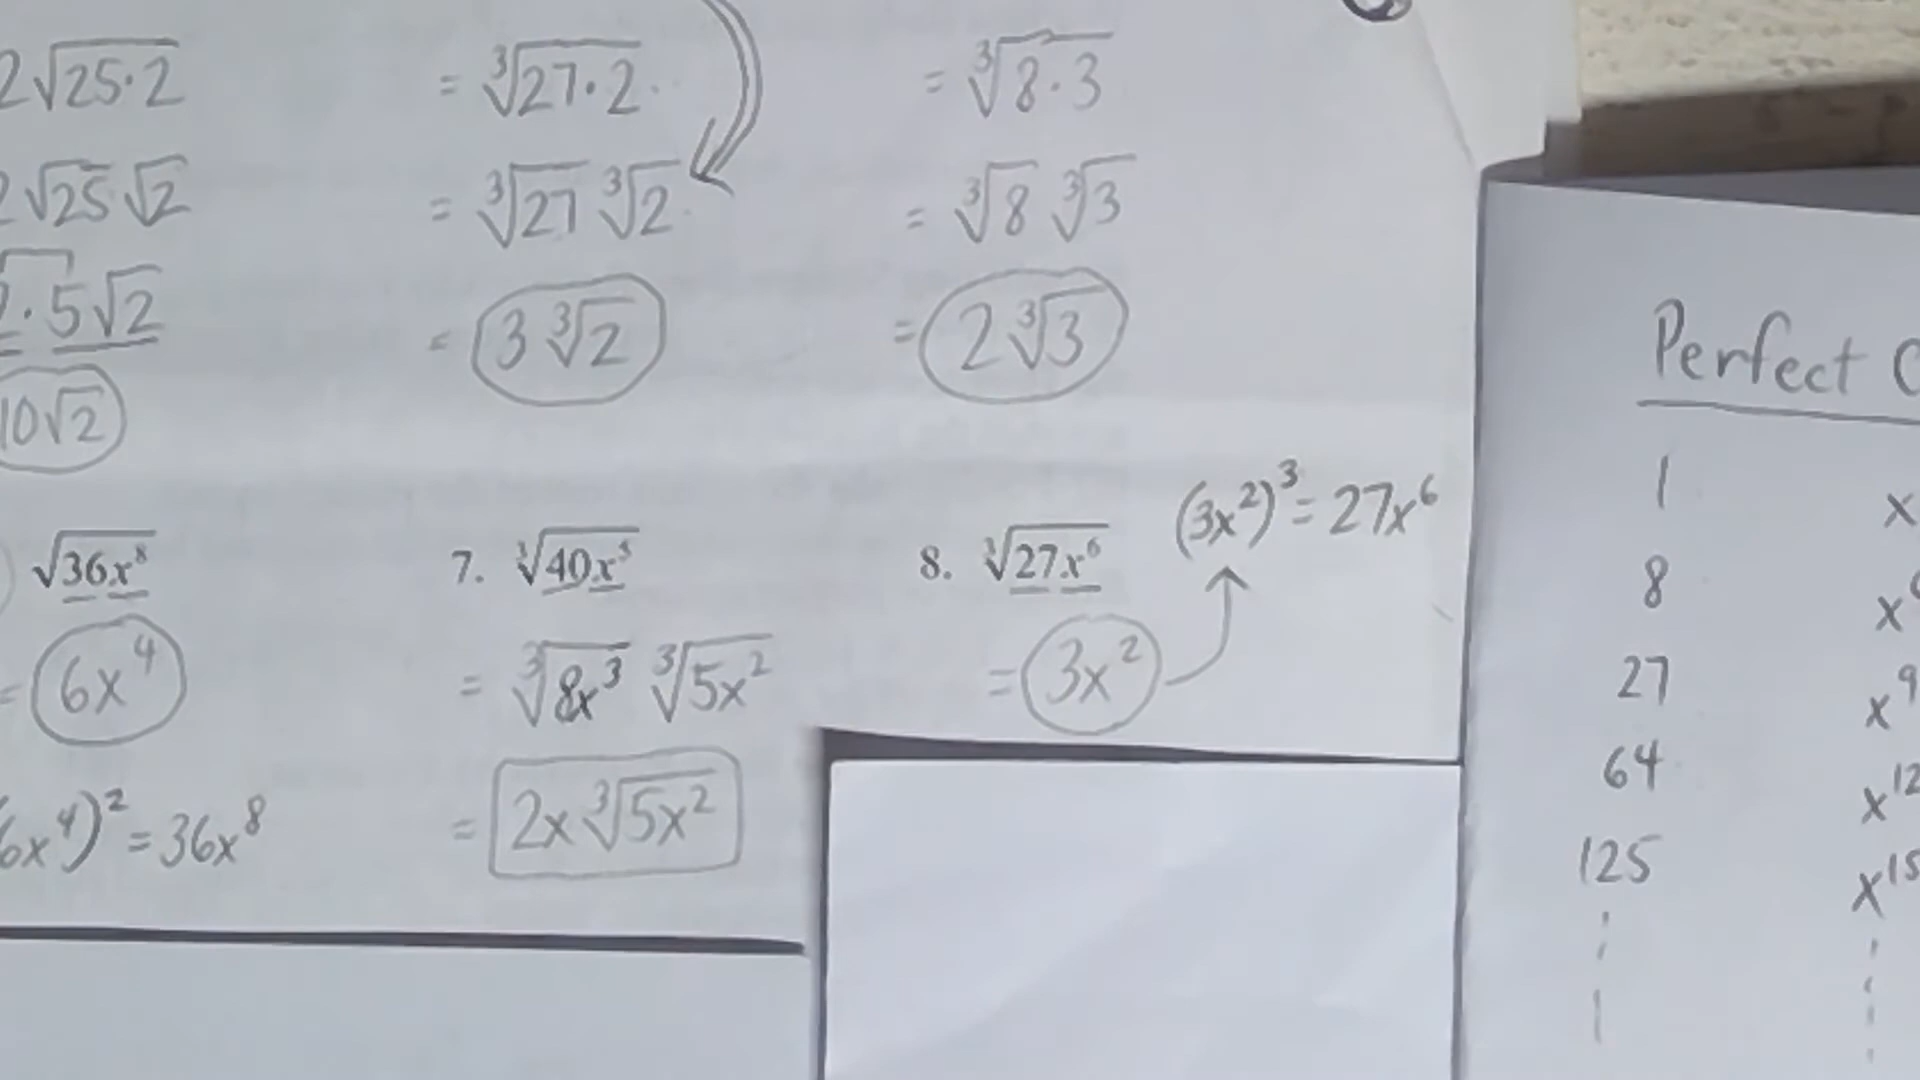 2√25·2
2√25 √2
2·5√2
10√2
= ∛27·2
= ∛27 ∛2
= 3∛2
= ∛8·3
= ∛8 ∛3
= 2∛3
√36x⁸
= 6x⁴
(6x⁴)² = 36x⁸
7. ∛40x⁵
= ∛8x³ ∛5x²
= 2x∛5x²
8. ∛27x⁶
(3x²)³ = 27x⁶
= 3x²
Perfect C
1 x
8 x⁶
27 x⁹
64 x¹²
125 x¹⁵